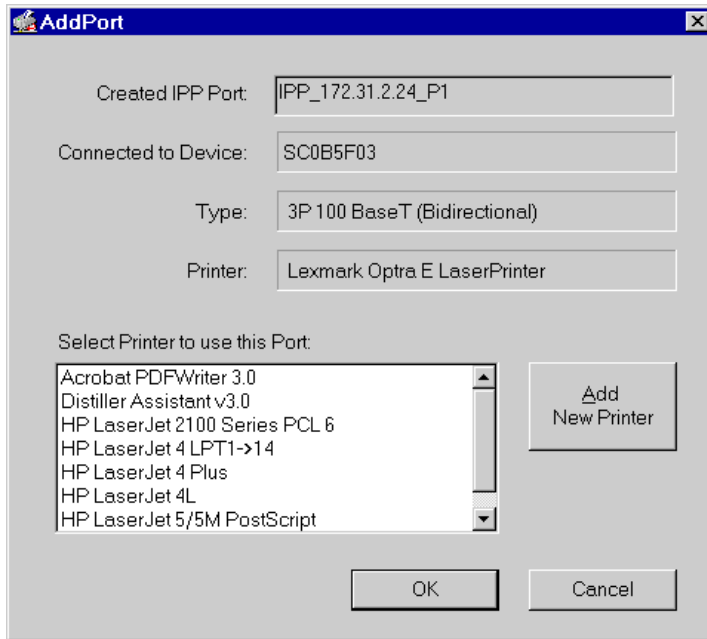 AddPort
Created IPP Port: IPP_172.31.2.24_P1
Connected to Device: SC0B5F03
Type: 3P 100 BaseT (Bidirectional)
Printer: Lexmark Optra E LaserPrinter
Select Printer to use this Port:
Acrobat PDFWriter 3.0
Distiller Assistant v3.0
HP LaserJet 2100 Series PCL 6
HP LaserJet 4 LPT1->14
HP LaserJet 4 Plus
HP LaserJet 4L
HP LaserJet 5/5M PostScript
Add
New Printer
OK Cancel